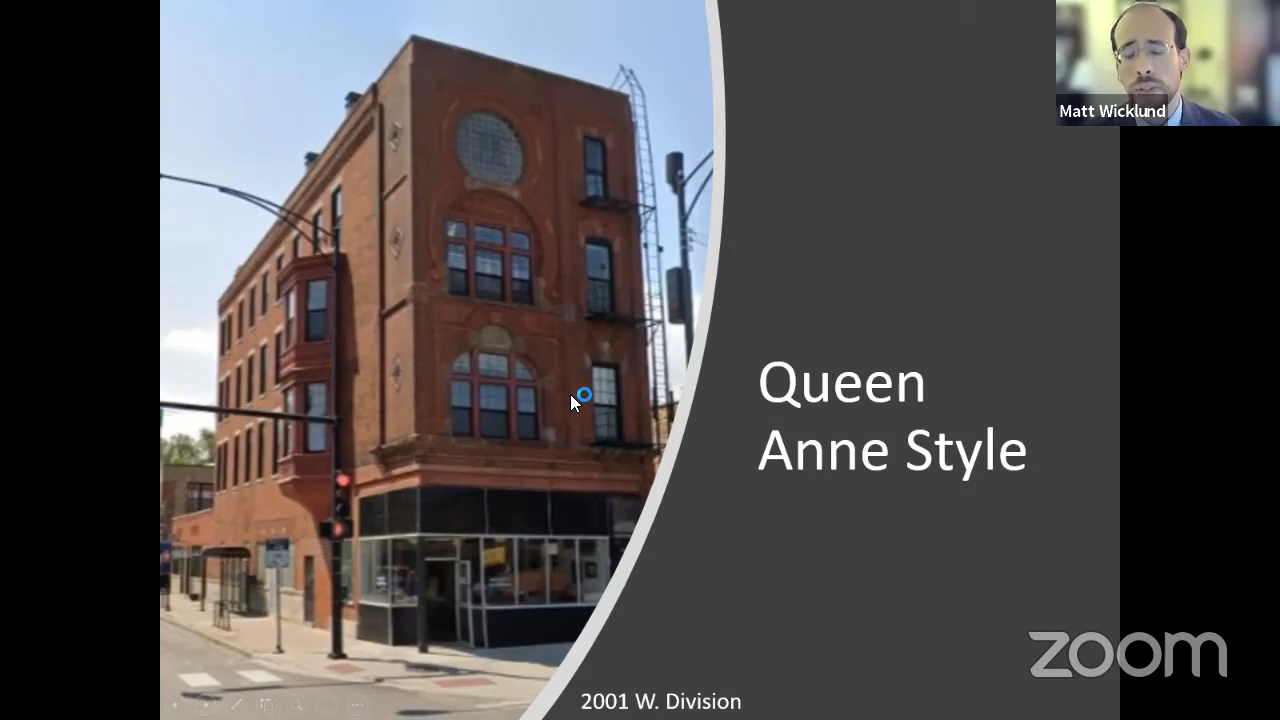 Matt Wicklund
Queen
Anne Style
zoom
2001 W. Division